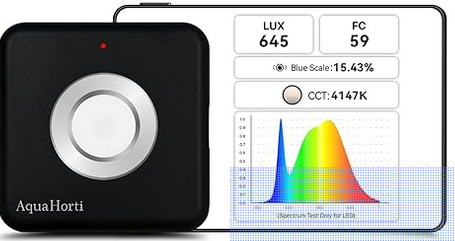 LUX
645
FC
59
Blue Scale:15.43%
CCT:4147K
(Spectrum Test Only for LED)
AquaHorti